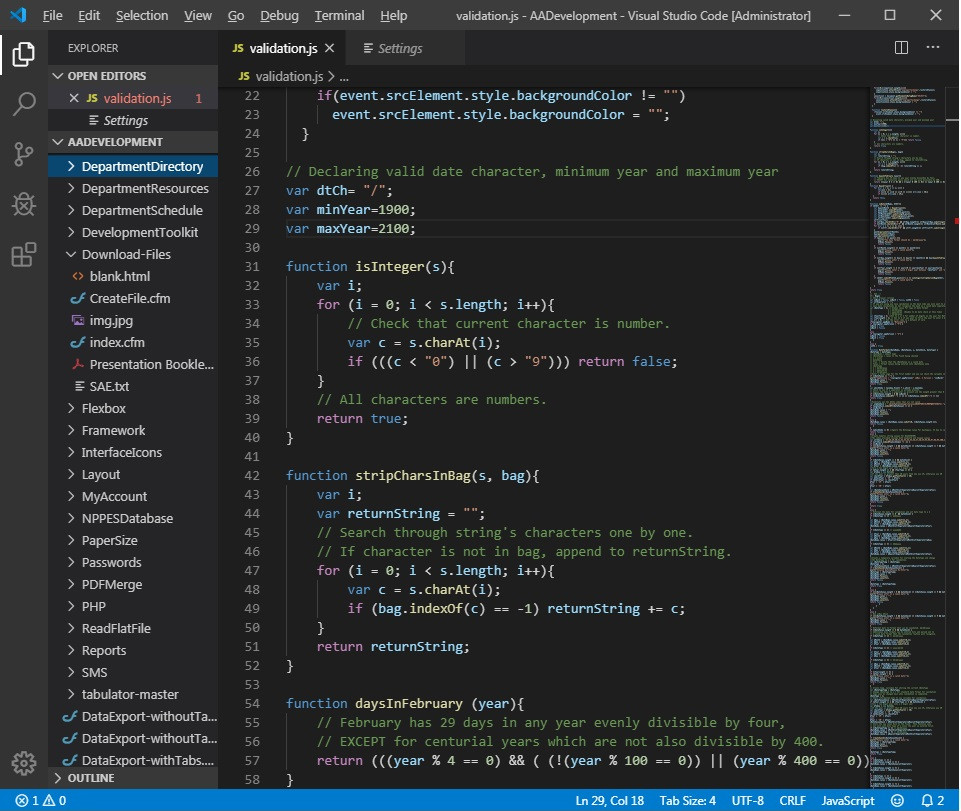 File Edit Selection View Go Debug Terminal Help validation.js - AADevelopment - Visual Studio Code [Administrator]
EXPLORER
OPEN EDITORS
JS validation.js 1
Settings
AADEVELOPMENT
DepartmentDirectory
DepartmentResources
DepartmentSchedule
DevelopmentToolkit
Download-Files
blank.html
CreateFile.cfm
img.jpg
index.cfm
Presentation Bookle...
SAE.txt
Flexbox
Framework
InterfaceIcons
Layout
MyAccount
NPPESDatabase
PaperSize
Passwords
PDFMerge
PHP
ReadFlatFile
Reports
SMS
tabulator-master
DataExport-withoutTa...
DataExport-withoutTa...
DataExport-withTabs....
OUTLINE
JS validation.js Settings
JS validation.js > ...
22 if(event.srcElement.style.backgroundColor != "")
23 event.srcElement.style.backgroundColor = "";
24 }
25
26 // Declaring valid date character, minimum year and maximum year
27 var dtCh= "/";
28 var minYear=1900;
29 var maxYear=2100;
30
31 function isInteger(s){
32 var i;
33 for (i = 0; i < s.length; i++){
34 // Check that current character is number.
35 var c = s.charAt(i);
36 if (((c < "0") || (c > "9"))) return false;
37 }
38 // All characters are numbers.
39 return true;
40 }
41
42 function stripCharsInBag(s, bag){
43 var i;
44 var returnString = "";
45 // Search through string's characters one by one.
46 // If character is not in bag, append to returnString.
47 for (i = 0; i < s.length; i++){
48 var c = s.charAt(i);
49 if (bag.indexOf(c) == -1) returnString += c;
50 }
51 return returnString;
52 }
53
54 function daysInFebruary (year){
55 // February has 29 days in any year evenly divisible by four,
56 // EXCEPT for centurial years which are not also divisible by 400.
57 return (((year % 4 == 0) && ( (!(year % 100 == 0)) || (year % 400 == 0))
58 }
1 0 Ln 29, Col 18 Tab Size: 4 UTF-8 CRLF JavaScript 2